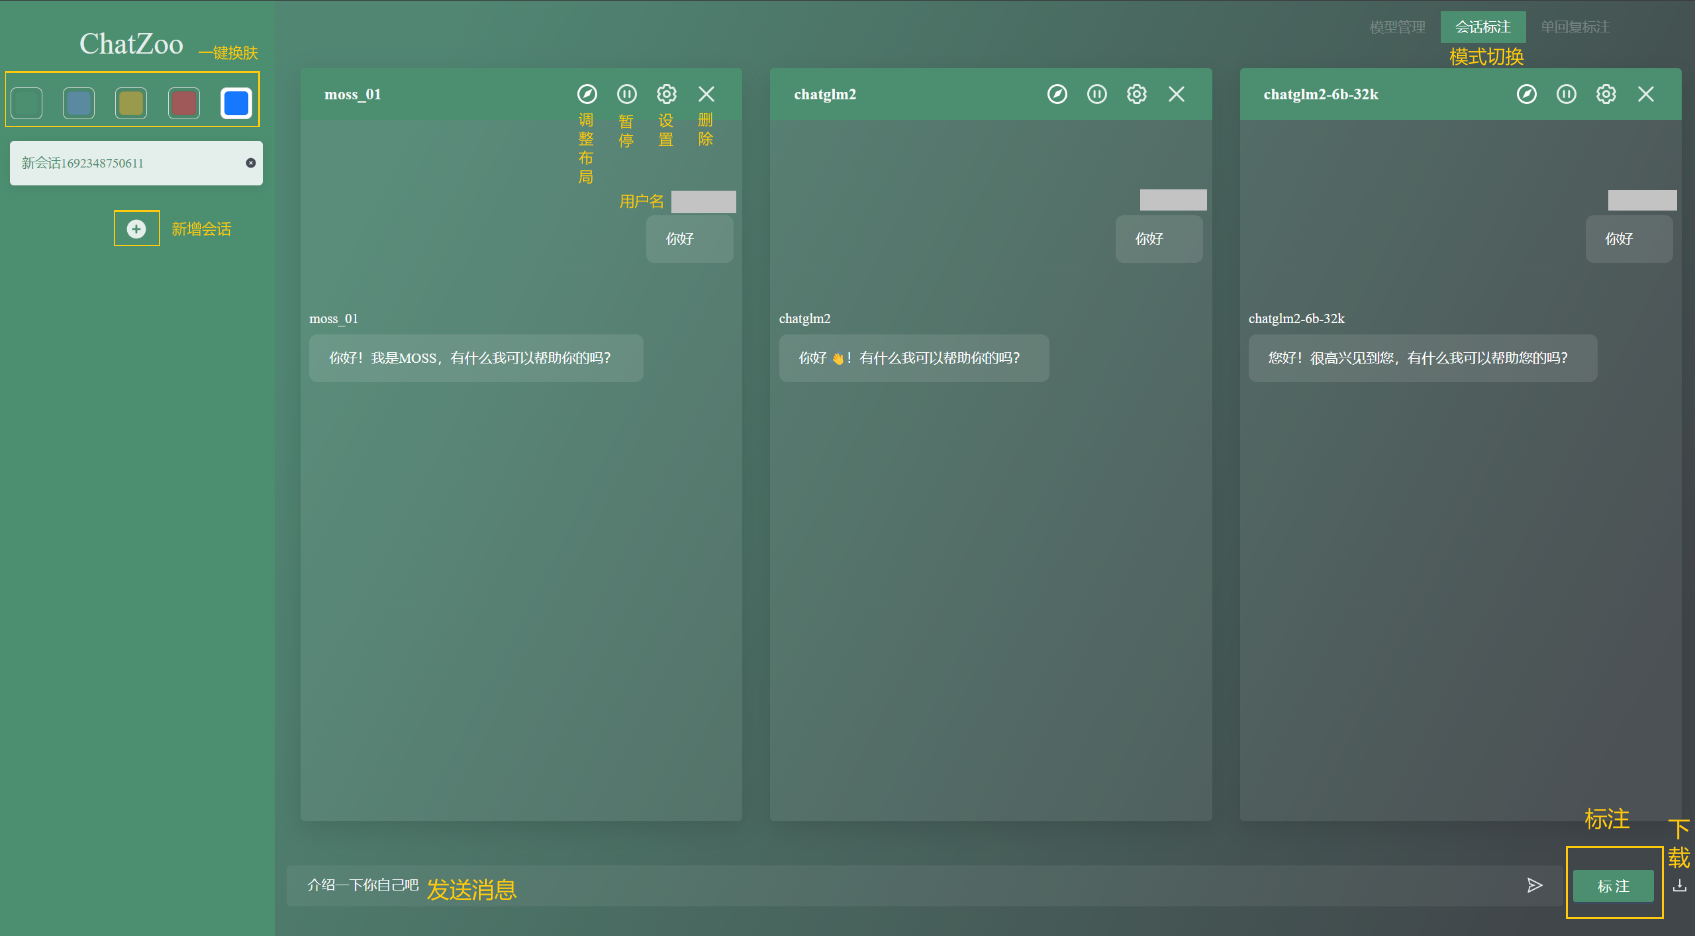 ChatZoo
一键换肤
新会话1692348750611
新增会话
模型管理
会话标注
单回复标注
模式切换
moss_01
调整布局
暂停
设置
删除
用户名
你好
moss_01
你好！我是MOSS，有什么我可以帮助你的吗？
chatglm2
你好
chatglm2
你好 👋！有什么我可以帮助你的吗？
chatglm2-6b-32k
你好
chatglm2-6b-32k
您好！很高兴见到您，有什么我可以帮助您的吗？
介绍一下你自己吧
发送消息
标注
标 注
下载